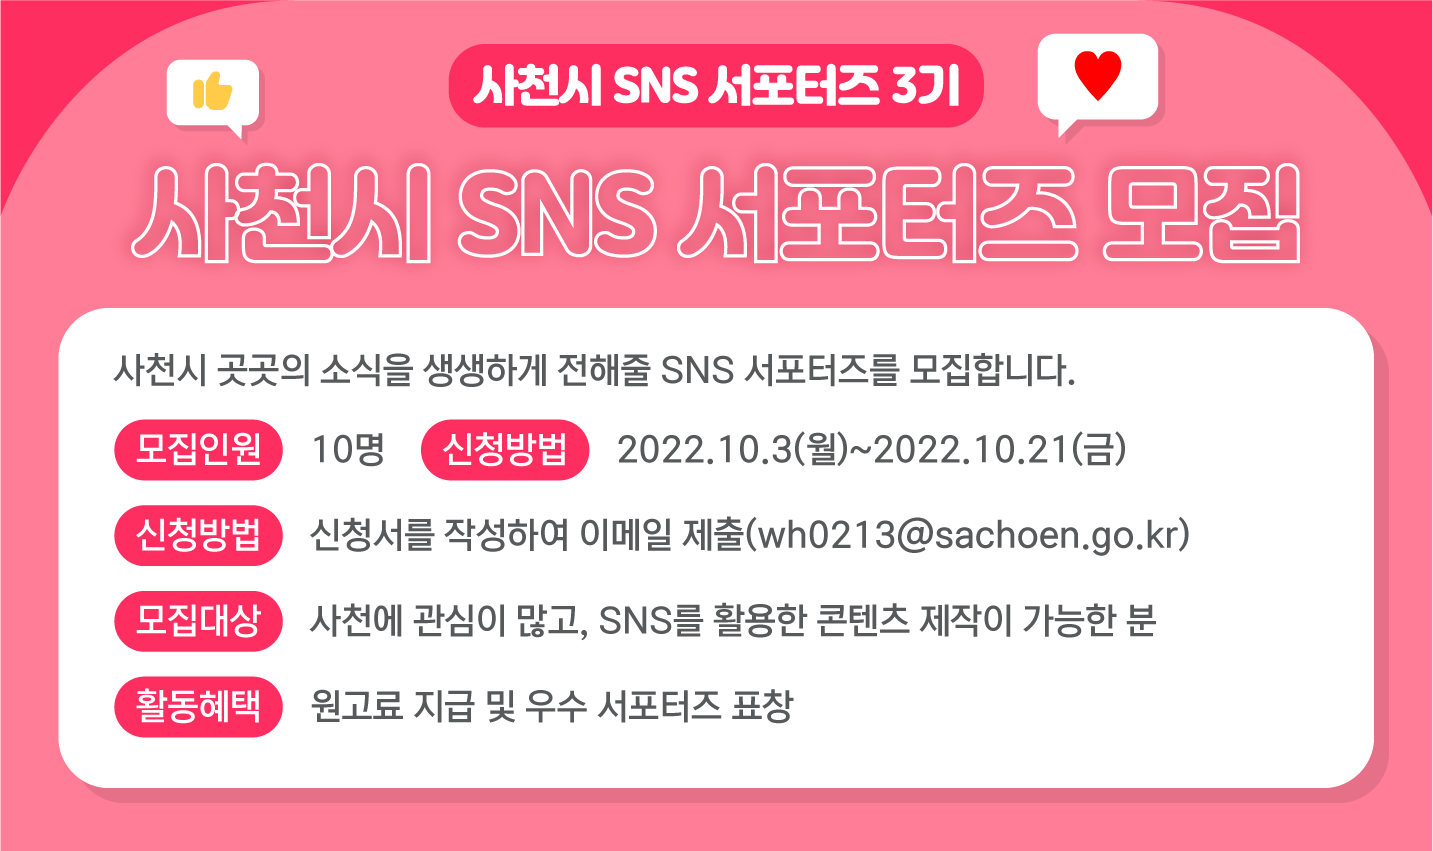 사천시 SNS 서포터즈 3기
사천시 SNS 서포터즈 모집
사천시 곳곳의 소식을 생생하게 전해줄 SNS 서포터즈를 모집합니다.
모집인원 10명 신청방법 2022.10.3(월)~2022.10.21(금)
신청방법 신청서를 작성하여 이메일 제출(wh0213@sachoen.go.kr)
모집대상 사천에 관심이 많고, SNS를 활용한 콘텐츠 제작이 가능한 분
활동혜택 원고료 지급 및 우수 서포터즈 표창